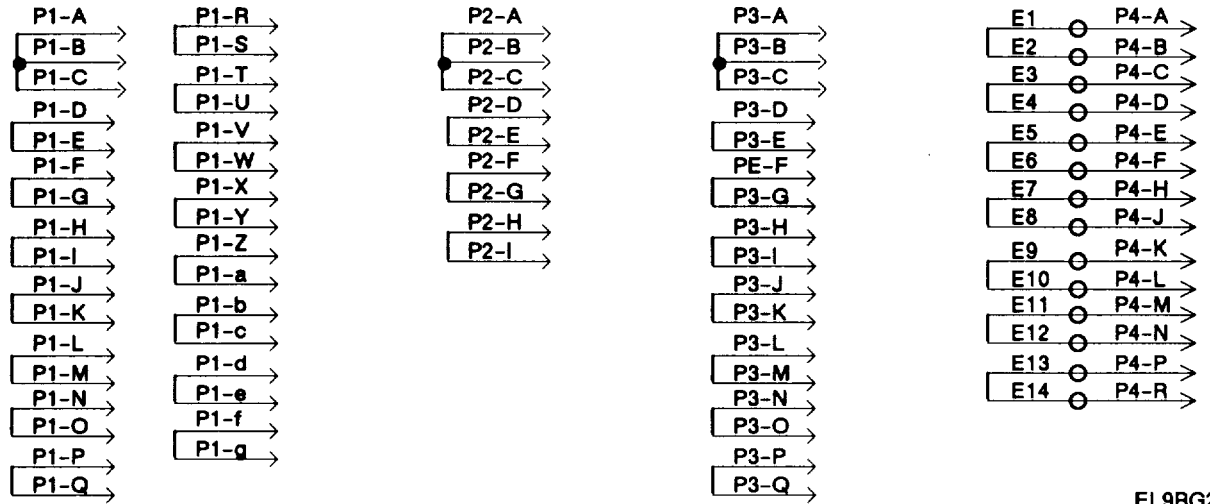 P1-A
P1-B
P1-C
P1-D
P1-E
P1-F
P1-G
P1-H
P1-I
P1-J
P1-K
P1-L
P1-M
P1-N
P1-O
P1-P
P1-Q
P1-R
P1-S
P1-T
P1-U
P1-V
P1-W
P1-X
P1-Y
P1-Z
P1-a
P1-b
P1-c
P1-d
P1-e
P1-f
P1-g
P2-A
P2-B
P2-C
P2-D
P2-E
P2-F
P2-G
P2-H
P2-I
P3-A
P3-B
P3-C
P3-D
P3-E
PE-F
P3-G
P3-H
P3-I
P3-J
P3-K
P3-L
P3-M
P3-N
P3-O
P3-P
P3-Q
E1 P4-A
E2 P4-B
E3 P4-C
E4 P4-D
E5 P4-E
E6 P4-F
E7 P4-H
E8 P4-J
E9 P4-K
E10 P4-L
E11 P4-M
E12 P4-N
E13 P4-P
E14 P4-R